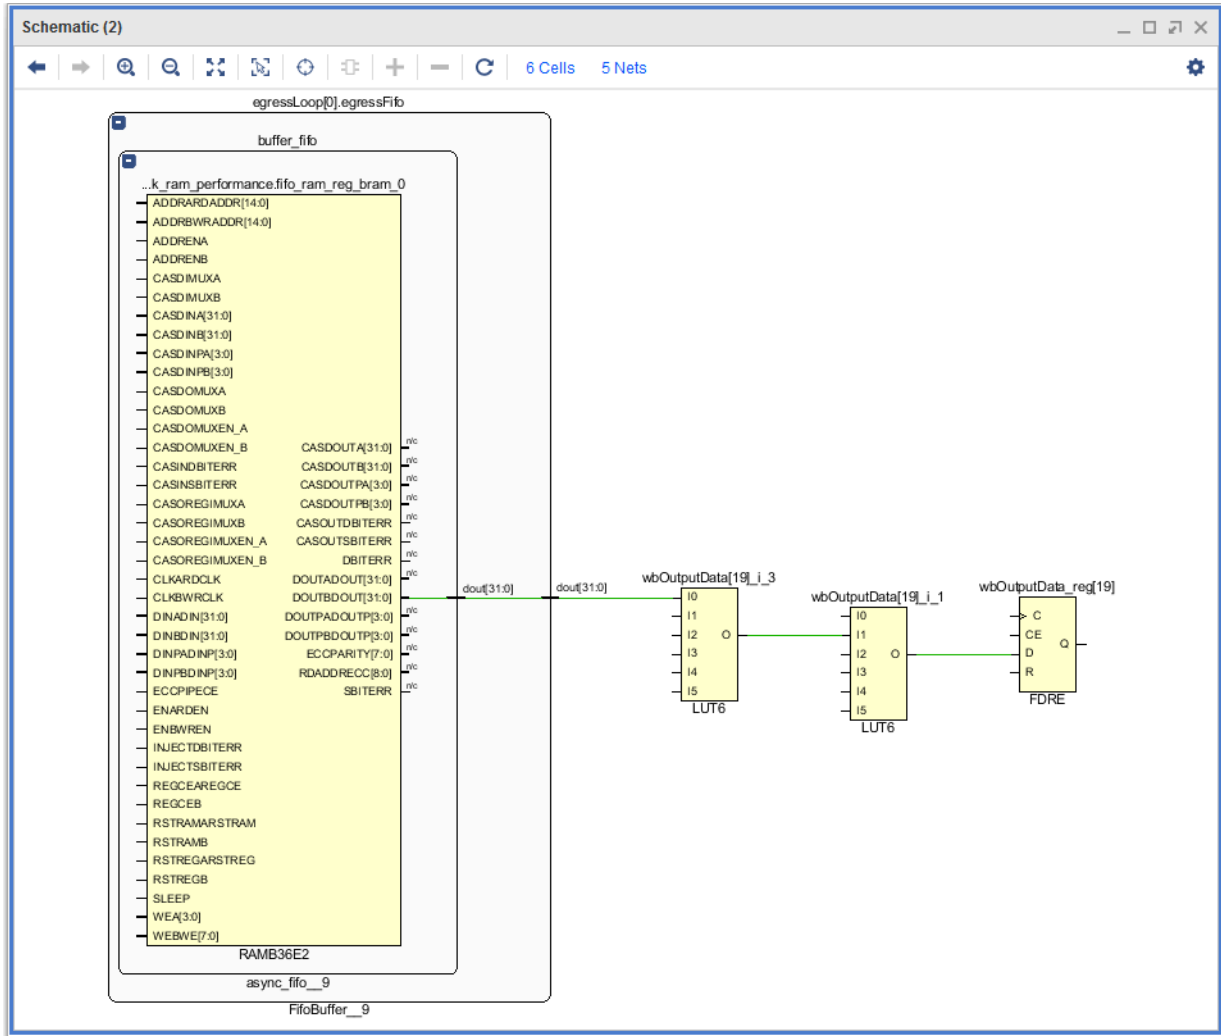 Schematic (2)
6 Cells 5 Nets
egressLoop[0].egressFifo
buffer_fifo
...k_ram_performance.fifo_ram_reg_bram_0
ADDRARDADDR[14:0]
ADDRBWRADDR[14:0]
ADDRENA
ADDRENB
CASDIMUXA
CASDIMUXB
CASDINA[31:0]
CASDINB[31:0]
CASDINPA[3:0]
CASDINPB[3:0]
CASDOMUXA
CASDOMUXB
CASDOMUXEN_A
CASDOMUXEN_B CASDOUTA[31:0] n/c
CASINDBITERR CASDOUTB[31:0] n/c
CASINSBITERR CASDOUTPA[3:0] n/c
CASOREGIMUXA CASDOUTPB[3:0] n/c
CASOREGIMUXB CASOUTDBITERR n/c
CASOREGIMUXEN_A CASOUTSBITERR n/c
CASOREGIMUXEN_B DBITERR n/c
CLKARDCLK DOUTADOUT[31:0] n/c
CLKBWRCLK DOUTBDOUT[31:0] dout[31:0] dout[31:0]
DINADIN[31:0] DOUTPADOUTP[3:0] n/c
DINBDIN[31:0] DOUTPBDOUTP[3:0] n/c
DINPADINP[3:0] ECCPARITY[7:0] n/c
DINPBDINP[3:0] RDADDRECC[8:0] n/c
ECCPIPECE SBITERR n/c
ENARDEN
ENBWREN
INJECTDBITERR
INJECTSBITERR
REGCEAREGCE
REGCEB
RSTRAMARSTRAM
RSTRAMB
RSTREGARSTREG
RSTREGB
SLEEP
WEA[3:0]
WEBWE[7:0]
RAMB36E2
async_fifo__9
FifoBuffer__9
wbOutputData[19]_i_3
I0
I1
I2 O
I3
I4
I5
LUT6
wbOutputData[19]_i_1
I0
I1
I2 O
I3
I4
I5
LUT6
wbOutputData_reg[19]
C
CE
D Q
R
FDRE